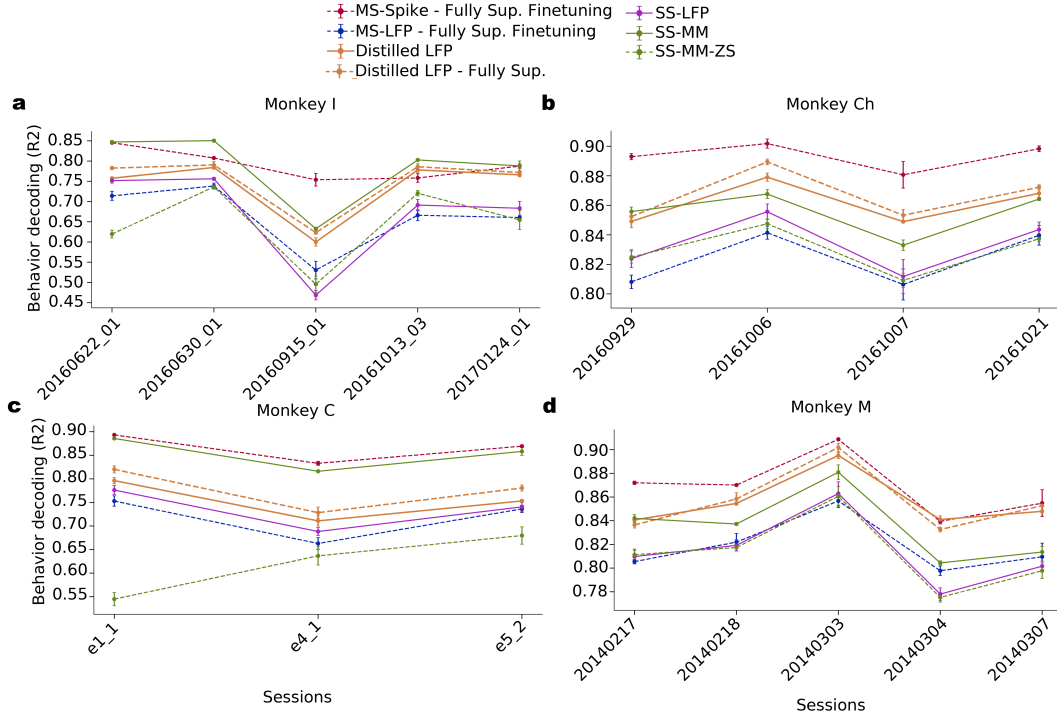 MS-Spike - Fully Sup. Finetuning
MS-LFP - Fully Sup. Finetuning
Distilled LFP
Distilled LFP - Fully Sup.
SS-LFP
SS-MM
SS-MM-ZS
a
Monkey I
Behavior decoding (R2)
0.85
0.80
0.75
0.70
0.65
0.60
0.55
0.50
0.45
20160622_01
20160630_01
20160915_01
20161013_03
20170124_01
b
Monkey Ch
0.90
0.88
0.86
0.84
0.82
0.80
20160929
20161006
20161007
20161021
c
Monkey C
Behavior decoding (R2)
0.90
0.85
0.80
0.75
0.70
0.65
0.60
0.55
e1_1
e4_1
e5_2
Sessions
d
Monkey M
0.90
0.88
0.86
0.84
0.82
0.80
0.78
20140217
20140218
20140303
20140304
20140307
Sessions